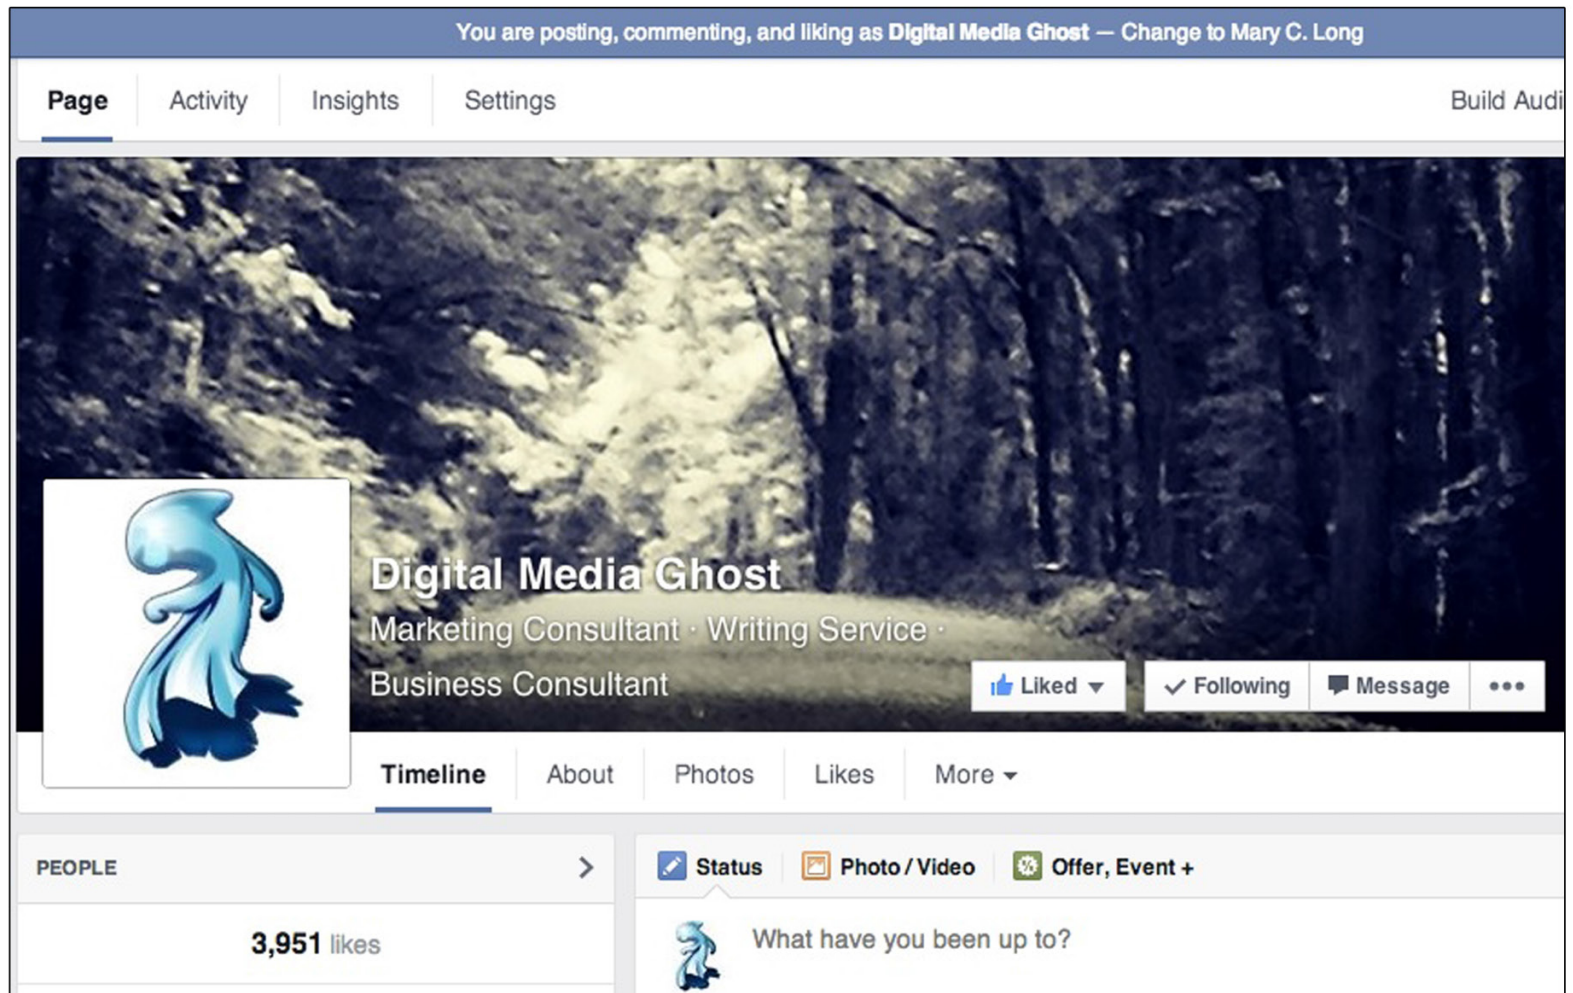 You are posting, commenting, and liking as Digital Media Ghost — Change to Mary C. Long
Page Activity Insights Settings Build Audi
Digital Media Ghost
Marketing Consultant · Writing Service ·
Business Consultant
Liked Following Message
Timeline About Photos Likes More
PEOPLE
Status Photo / Video Offer, Event +
3,951 likes
What have you been up to?